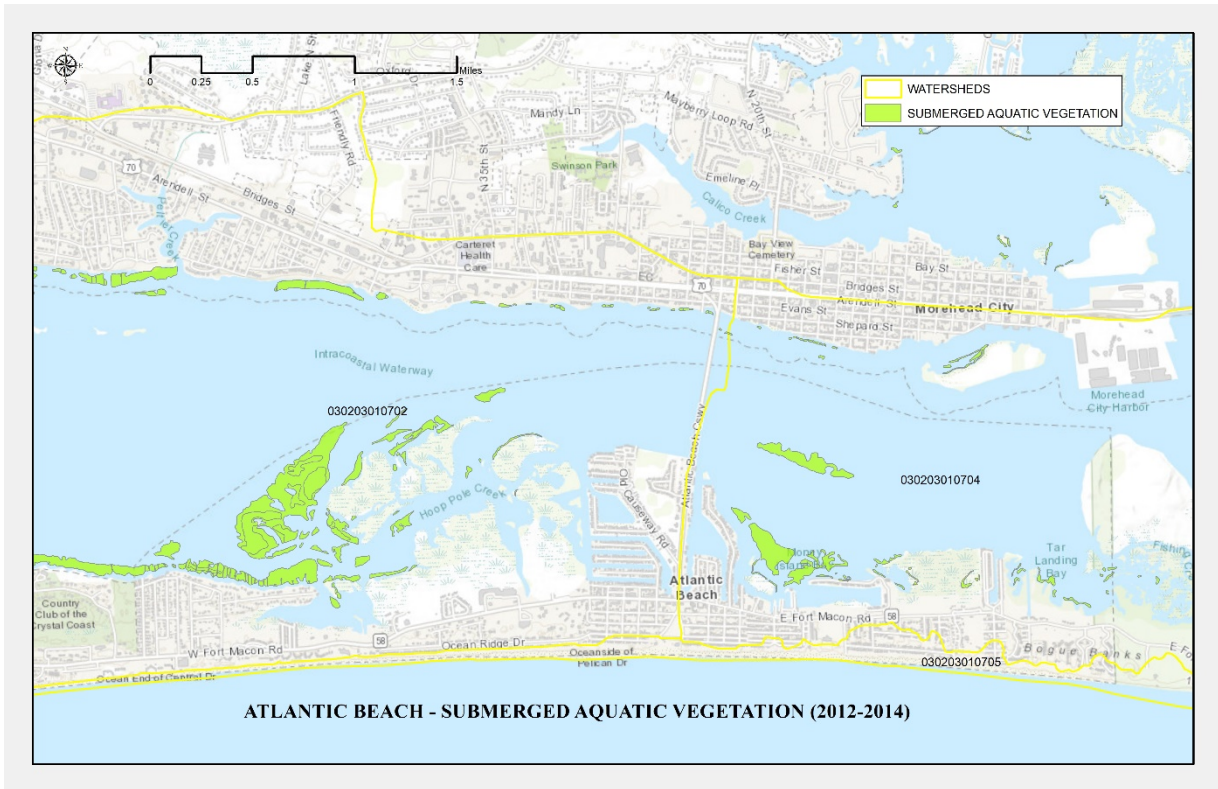 Oxford Dr
Friendly Rd
Mandy Ln
N 35th St
Swinson Park
Mayberry Loop Rd
N 20th St
Emeline Pl
Calico Creek
WATERSHEDS
SUBMERGED AQUATIC VEGETATION
0 0.25 0.5 1 1.5
Miles
70
Arendell St
Bridges St
Carteret
Health
Care
Bay View
Cemetery
Fisher St
Bay St
70
Bridges St
Arendell St
Evans St
Shepard St
Morehead City
Intracoastal Waterway
Morehead
City Harbor
030203010702
Hoop Pole Creek
Old Causeway Rd
Atlantic Beach Cswy
030203010704
Tar
Landing
Bay
Atlantic
Beach
Country
Club of the
Crystal Coast
W Fort Macon Rd
58
Ocean Ridge Dr
E Fort Macon Rd
58
Oceanside of
Pelican Dr
Bogue Banks
030203010705
Ocean End of Central Dr
ATLANTIC BEACH - SUBMERGED AQUATIC VEGETATION (2012-2014)